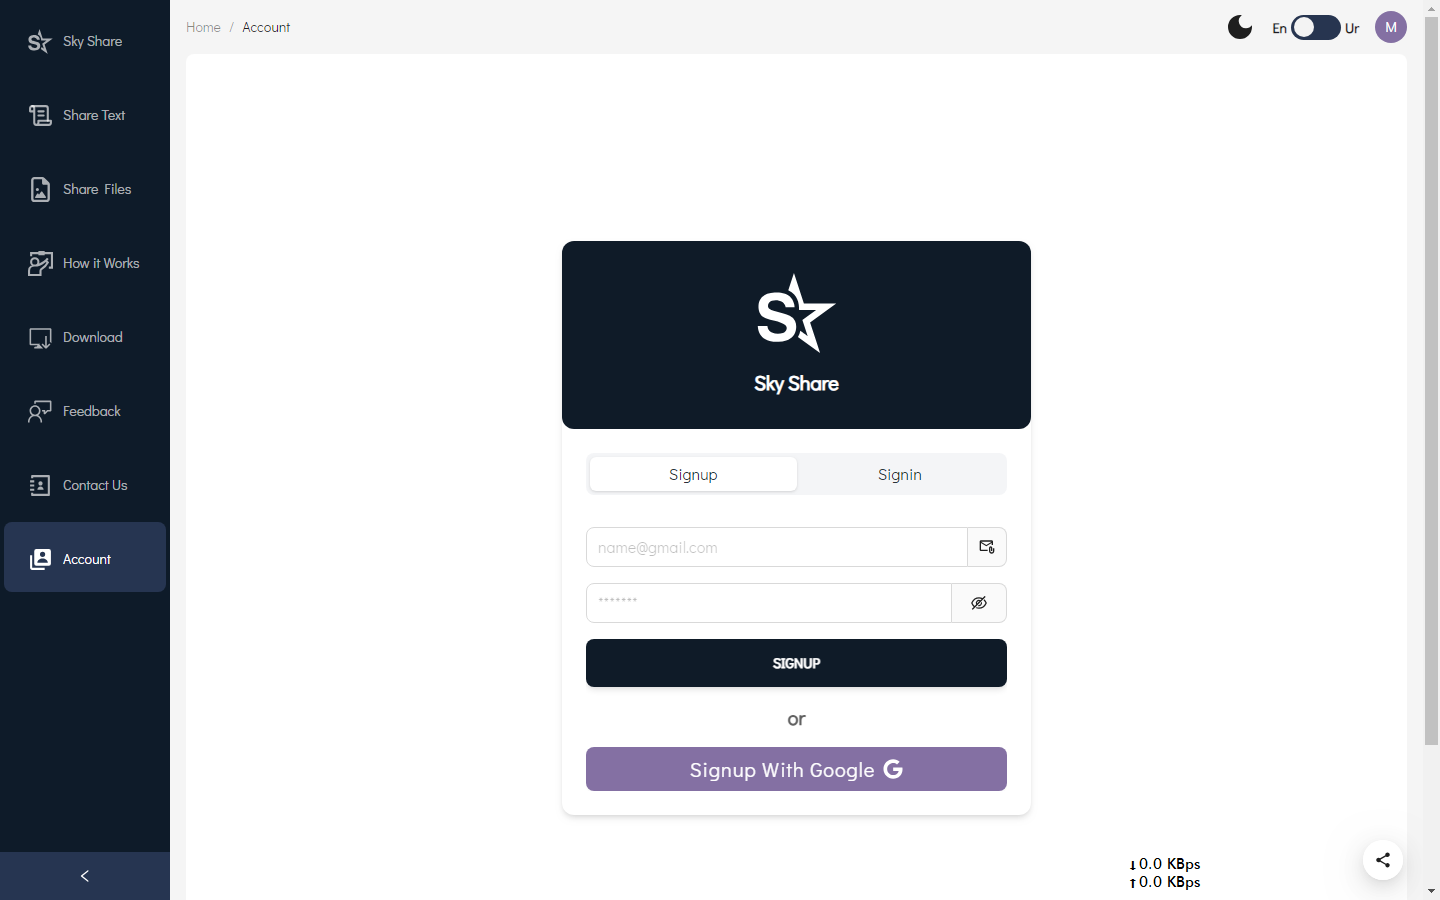 Sky Share
Share Text
Share Files
How it Works
Download
Feedback
Contact Us
Account
Home / Account
En
Ur
M
S
Sky Share
Signup
Signin
name@gmail.com
*******
SIGNUP
or
Signup With Google G
↓0.0 KBps
↑0.0 KBps